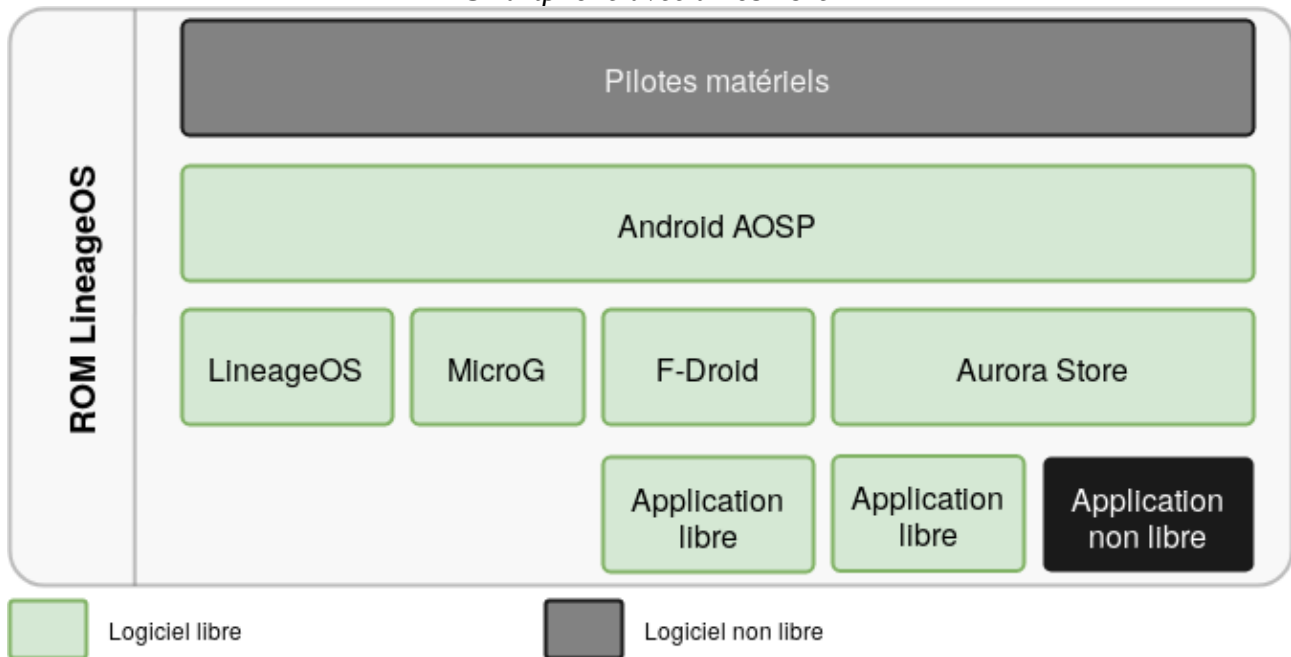 ROM LineageOS
Pilotes matériels
Android AOSP
LineageOS
MicroG
F-Droid
Aurora Store
Application
libre
Application
libre
Application
non libre
Logiciel libre
Logiciel non libre